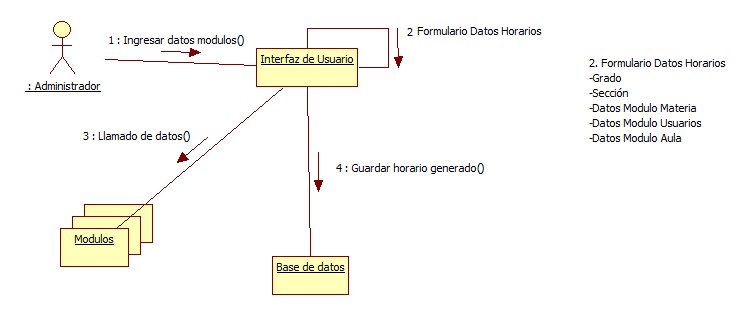 1 : Ingresar datos modulos()
2 Formulario Datos Horarios
Interfaz de Usuario
: Administrador
2. Formulario Datos Horarios
-Grado
-Sección
-Datos Modulo Materia
-Datos Modulo Usuarios
-Datos Modulo Aula
3 : Llamado de datos()
4 : Guardar horario generado()
Modulos
Base de datos